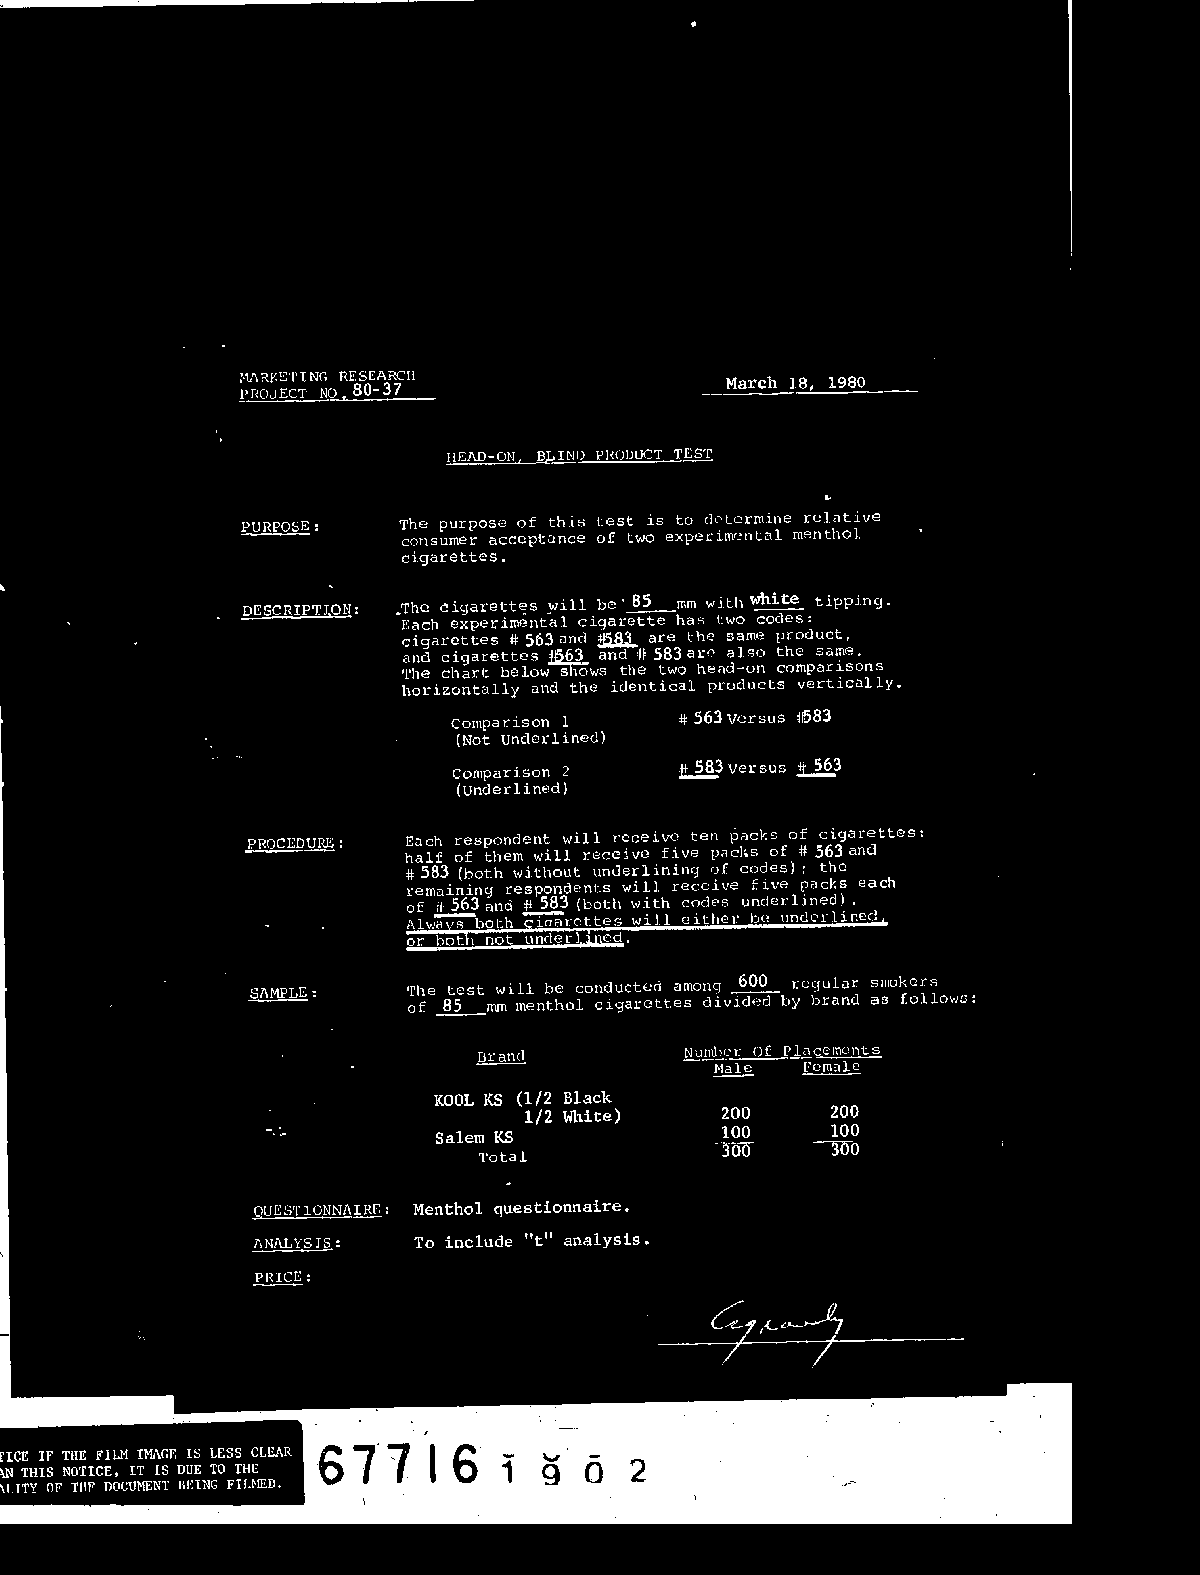 MARKETING RESEARCH
PROJECT NO. 80-37
March 18, 1980
HEAD-ON, BLIND PRODUCT TEST
PURPOSE: The purpose of this test is to determine relative
consumer acceptance of two experimental menthol
cigarettes.
DESCRIPTION: The cigarettes will be 85 mm with white tipping.
Each experimental cigarette has two codes:
cigarettes # 563 and #583 are the same product,
and cigarettes #563 and # 583 are also the same.
The chart below shows the two head-on comparisons
horizontally and the identical products vertically.
Comparison 1 # 563 Versus #583
(Not Underlined)
Comparison 2 # 583 Versus # 563
(Underlined)
PROCEDURE: Each respondent will receive ten packs of cigarettes:
half of them will receive five packs of # 563 and
# 583 (both without underlining of codes); the
remaining respondents will receive five packs each
of # 563 and # 583 (both with codes underlined).
Always both cigarettes will either be underlined,
or both not underlined.
SAMPLE: The test will be conducted among 600 regular smokers
of 85 mm menthol cigarettes divided by brand as follows:
Brand Number Of Placements
Male Female
KOOL KS (1/2 Black
1/2 White) 200 200
Salem KS 100 100
Total 300 300
QUESTIONNAIRE: Menthol questionnaire.
ANALYSIS: To include "t" analysis.
PRICE:
TICE IF THE FILM IMAGE IS LESS CLEAR
AN THIS NOTICE, IT IS DUE TO THE
ALITY OF THE DOCUMENT BEING FILMED.
67716 1902